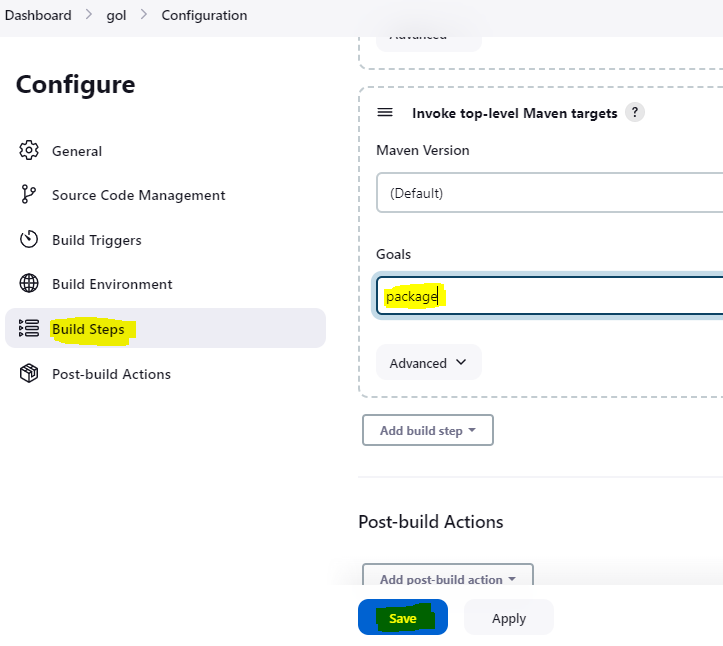 Dashboard > gol > Configuration
Advanced
Configure
Invoke top-level Maven targets ?
Maven Version
General
(Default)
Source Code Management
Build Triggers
Goals
Build Environment
package
Build Steps
Advanced
Post-build Actions
Add build step
Post-build Actions
Add post-build action
Save
Apply